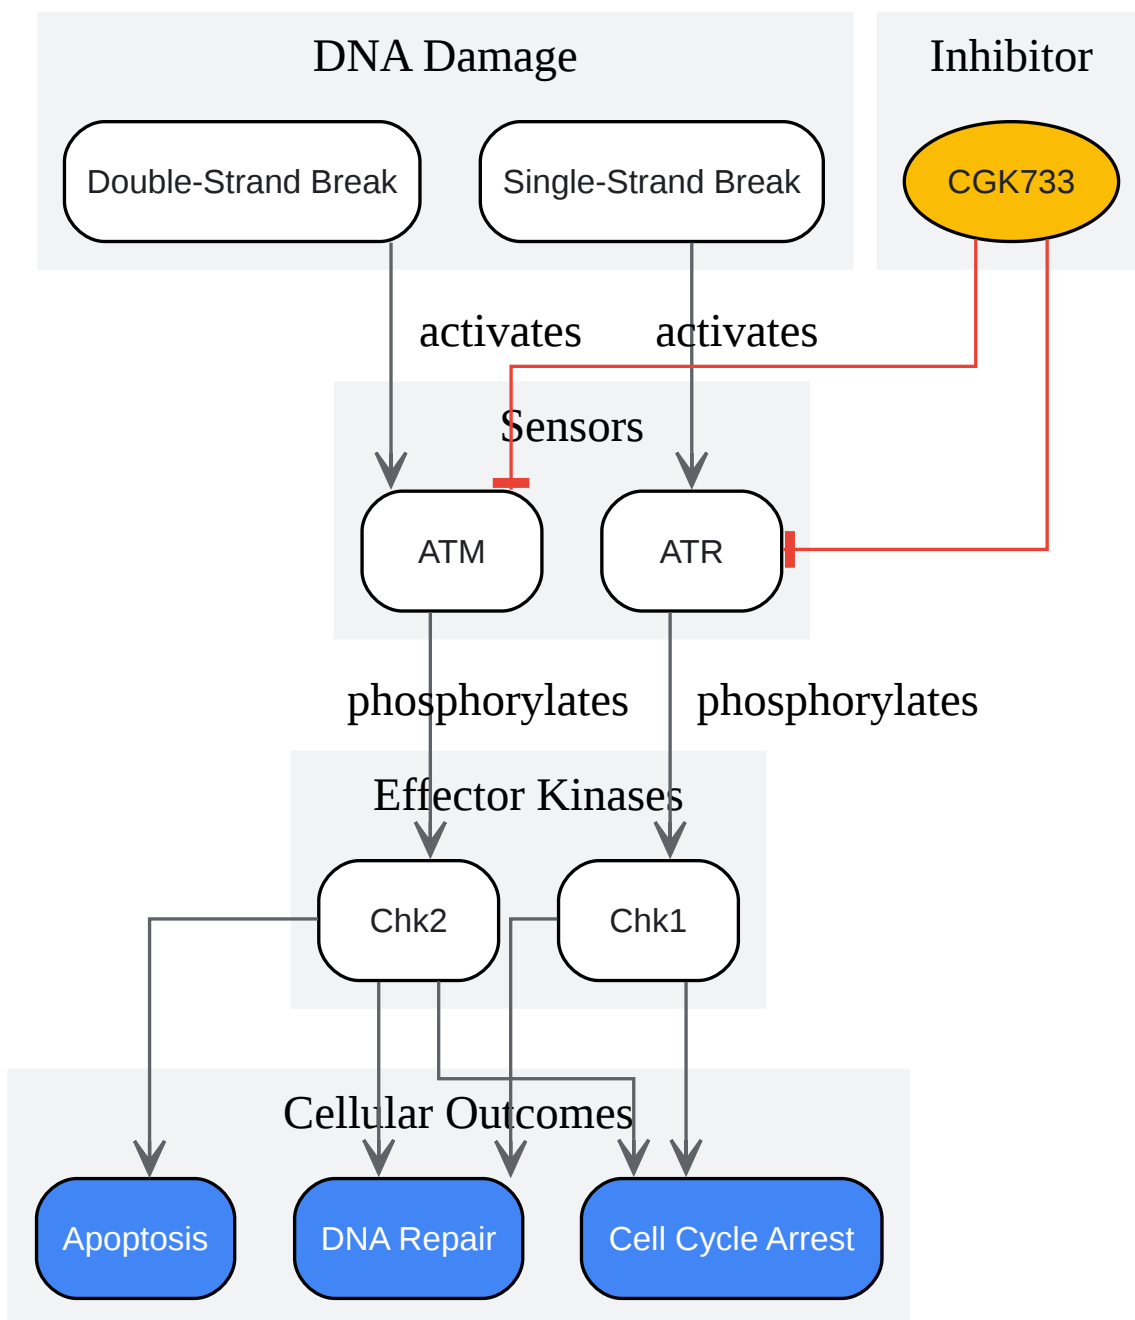 DNA Damage
Inhibitor
Double-Strand Break
Single-Strand Break
CGK733
activates
activates
Sensors
ATM
ATR
phosphorylates
phosphorylates
Effector Kinases
Chk2
Chk1
Cellular Outcomes
Apoptosis
DNA Repair
Cell Cycle Arrest